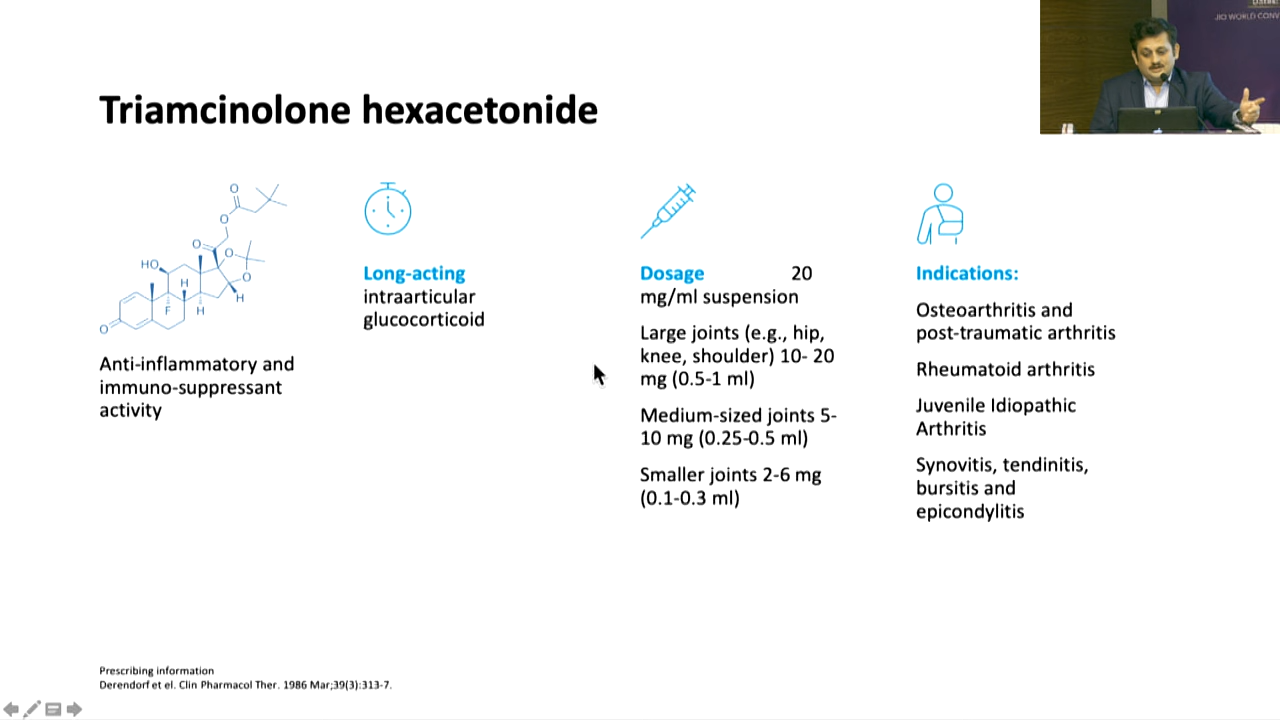 JIO WORLD CONV
Triamcinolone hexacetonide
O
O
O
O
HO
O
H
H
F
H
O
Anti-inflammatory and
immuno-suppressant
activity
Long-acting
intraarticular
glucocorticoid
Dosage 20
mg/ml suspension
Large joints (e.g., hip,
knee, shoulder) 10- 20
mg (0.5-1 ml)
Medium-sized joints 5-
10 mg (0.25-0.5 ml)
Smaller joints 2-6 mg
(0.1-0.3 ml)
Indications:
Osteoarthritis and
post-traumatic arthritis
Rheumatoid arthritis
Juvenile Idiopathic
Arthritis
Synovitis, tendinitis,
bursitis and
epicondylitis
Prescribing information
Derendorf et el. Clin Pharmacol Ther. 1986 Mar;39(3):313-7.